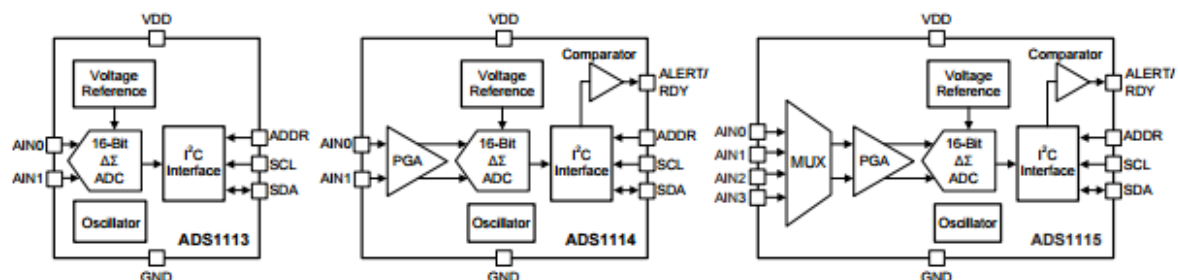 VDD
Voltage
Reference
AIN0
AIN1
16-Bit
ΔΣ
ADC
I²C
Interface
ADDR
SCL
SDA
Oscillator
ADS1113
GND
VDD
Comparator
ALERT/
RDY
Voltage
Reference
AIN0
AIN1
PGA
16-Bit
ΔΣ
ADC
I²C
Interface
ADDR
SCL
SDA
Oscillator
ADS1114
GND
VDD
Comparator
ALERT/
RDY
Voltage
Reference
AIN0
AIN1
AIN2
AIN3
MUX
PGA
16-Bit
ΔΣ
ADC
I²C
Interface
ADDR
SCL
SDA
Oscillator
ADS1115
GND